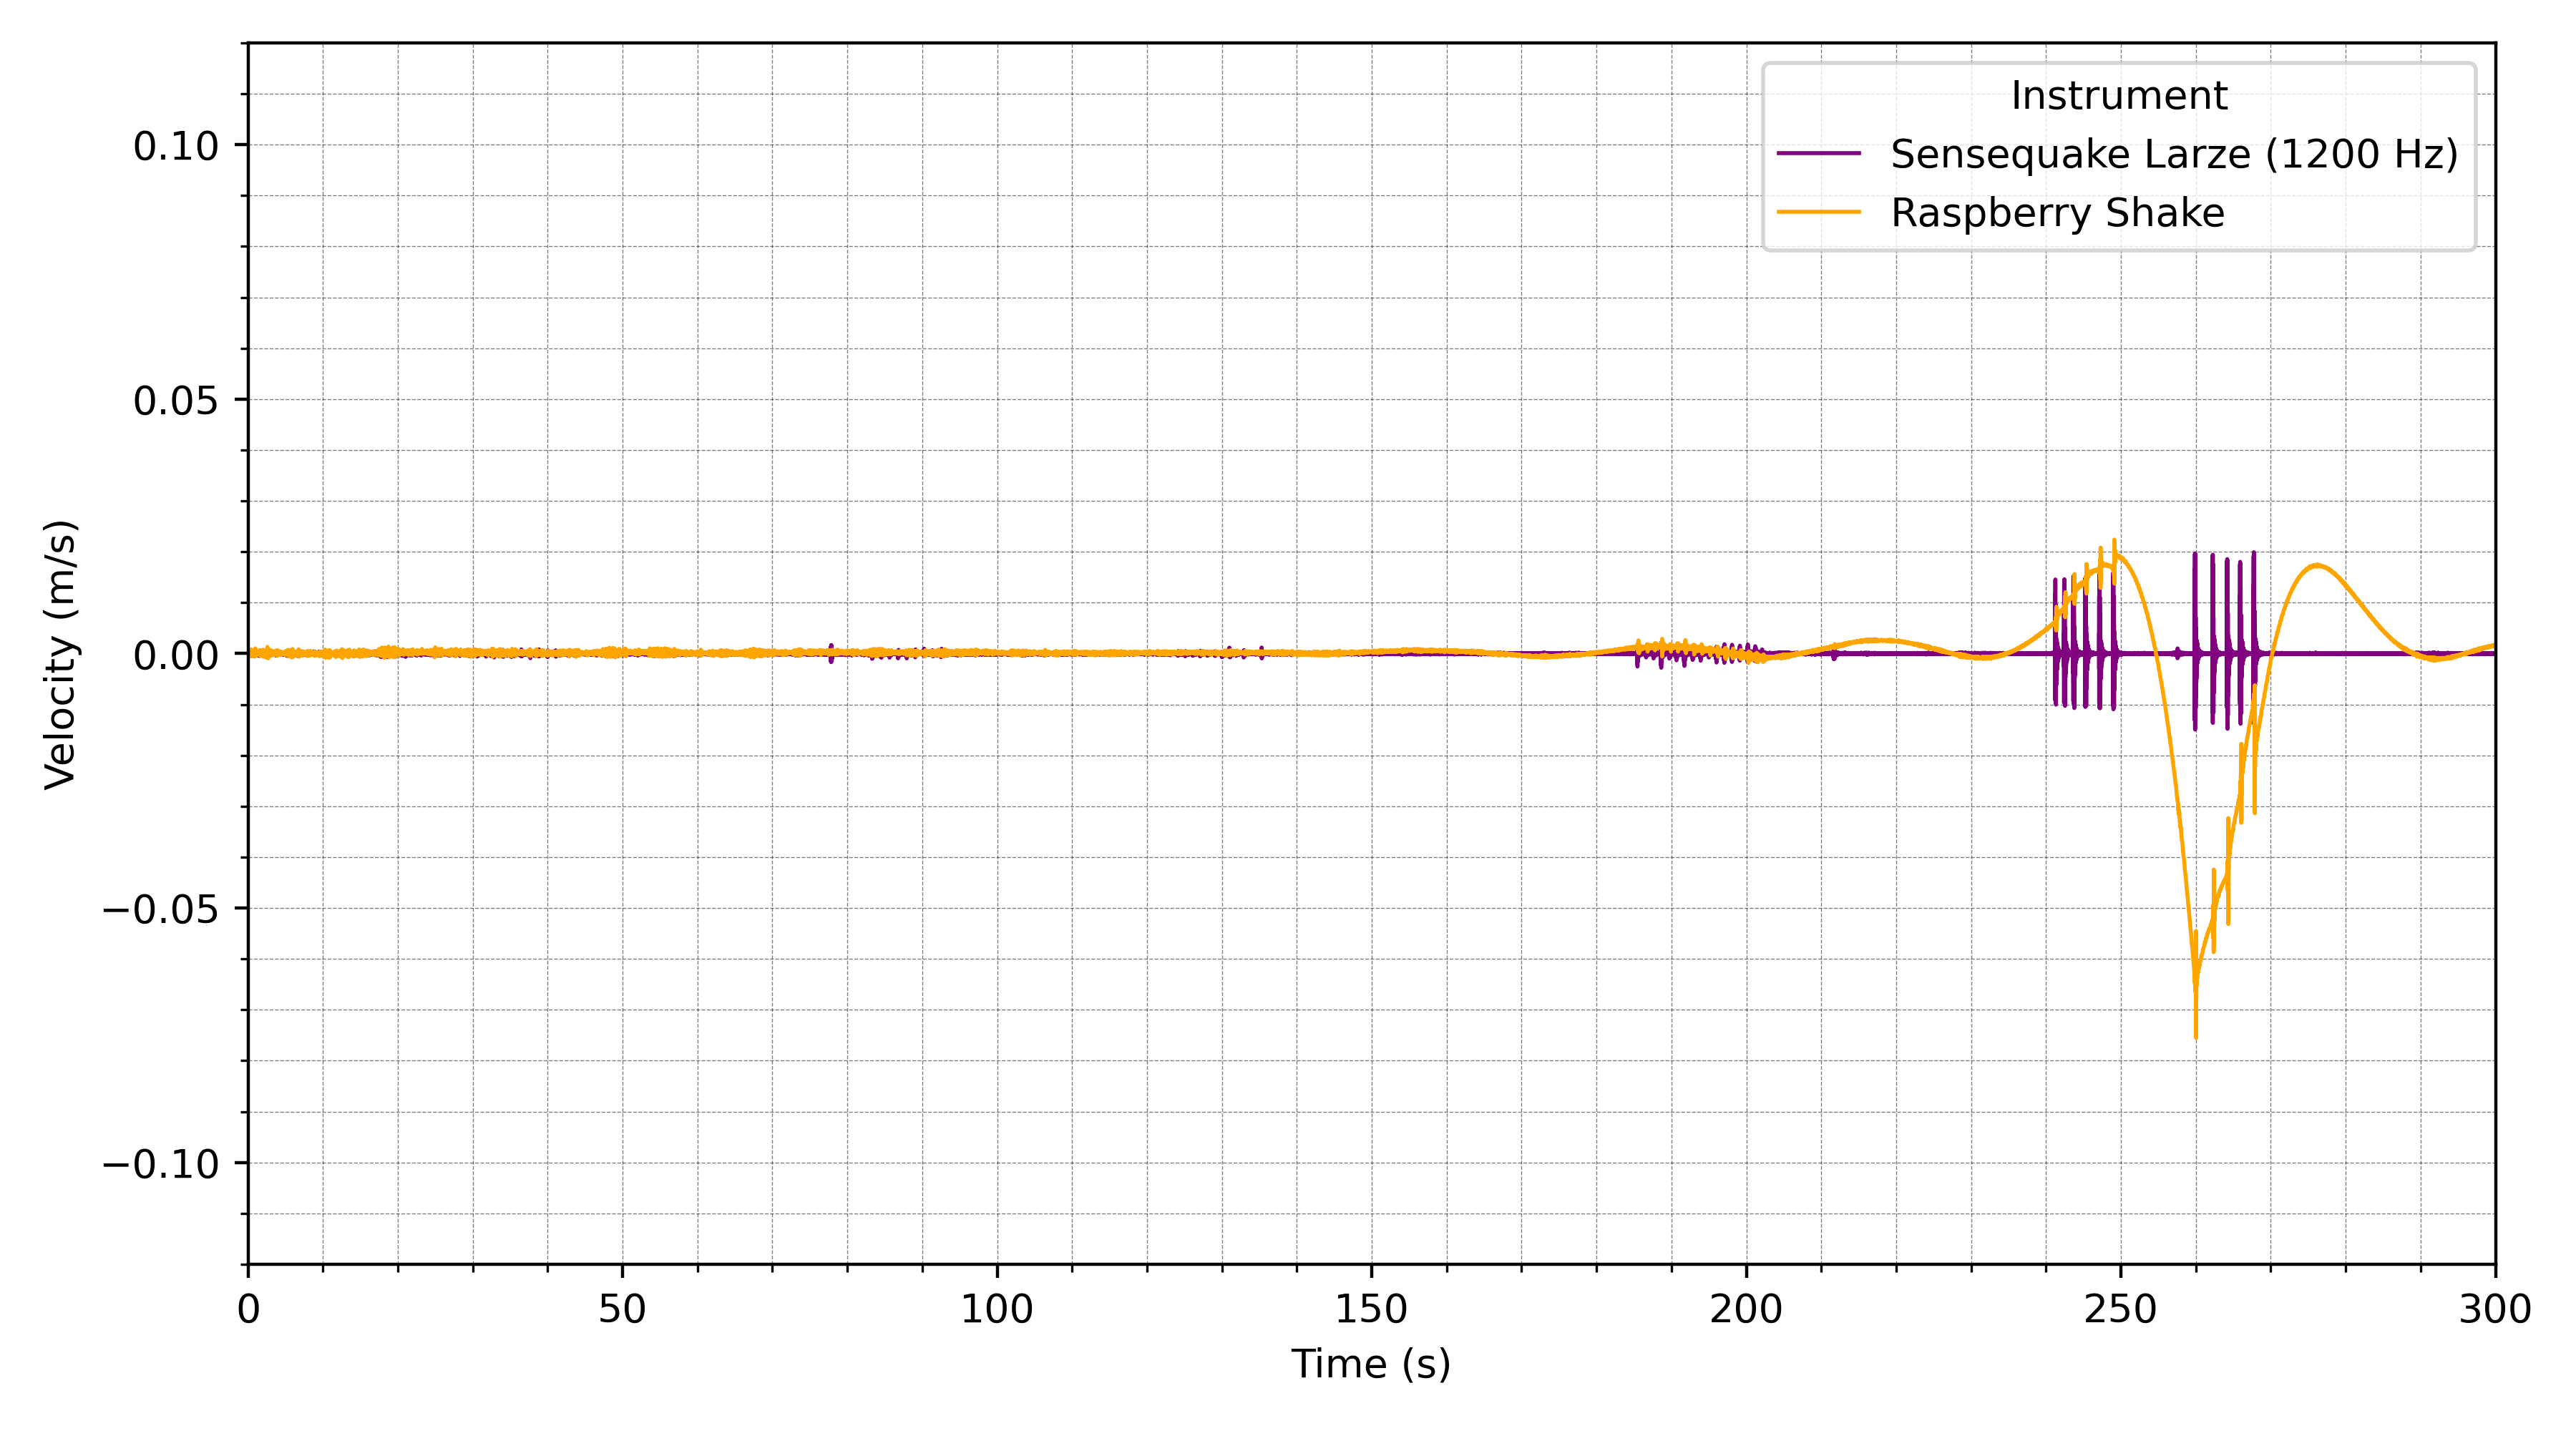 Instrument
Sensequake Larze (1200 Hz)
Raspberry Shake
0.10
0.05
0.00
−0.05
−0.10
Velocity (m/s)
0 50 100 150 200 250 300
Time (s)